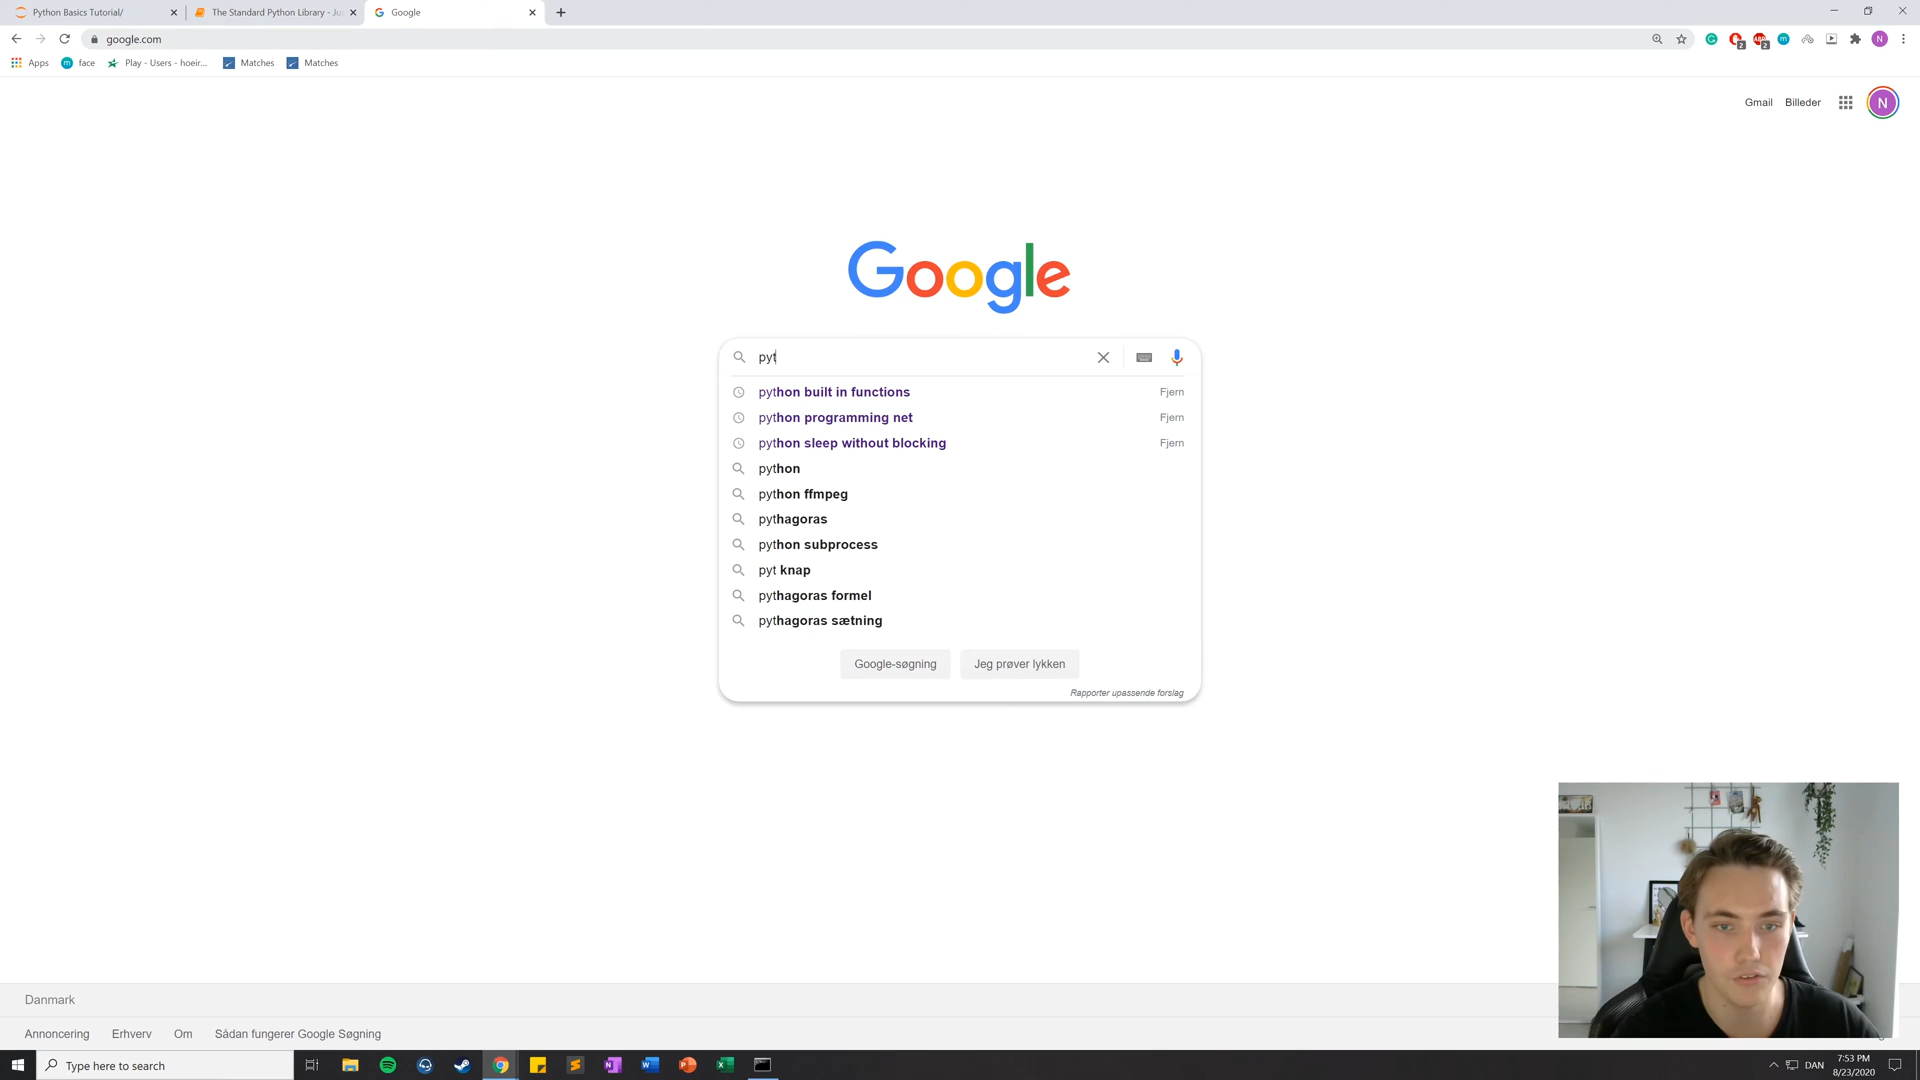 Python Basics Tutorial/
The Standard Python Library - Ju
Google
google.com
2
2
N
Apps
face
Play - Users - hoeir...
Matches
Matches
Gmail
Billeder
N
Google
pyt
python built in functions
Fjern
python programming net
Fjern
python sleep without blocking
Fjern
python
python ffmpeg
pythagoras
python subprocess
pyt knap
pythagoras formel
pythagoras sætning
Google-søgning
Jeg prøver lykken
Rapporter upassende forslag
Danmark
Annoncering
Erhverv
Om
Sådan fungerer Google Søgning
Type here to search
DAN
7:53 PM
8/23/2020